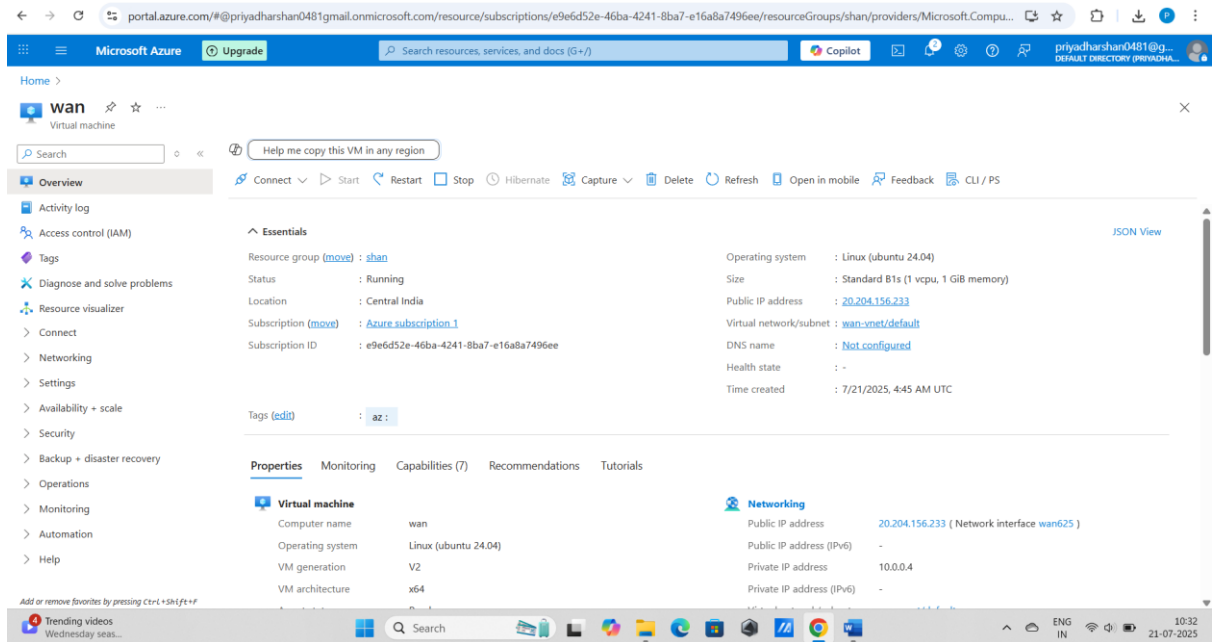 portal.azure.com/#@priyadharshan0481gmail.onmicrosoft.com/resource/subscriptions/e9e6d52e-46ba-4241-8ba7-e16a8a7496ee/resourceGroups/shan/providers/Microsoft.Compu...
Microsoft Azure
Upgrade
Search resources, services, and docs (G+/)
Copilot
2
priyadharshan0481@g...
DEFAULT DIRECTORY (PRIYADHA...
P
Home >
wan
Virtual machine
Search
Help me copy this VM in any region
Connect Start Restart Stop Hibernate Capture Delete Refresh Open in mobile Feedback CLI / PS
Overview
Activity log
Access control (IAM)
Tags
Diagnose and solve problems
Resource visualizer
Connect
Networking
Settings
Availability + scale
Security
Backup + disaster recovery
Operations
Monitoring
Automation
Help
Add or remove favorites by pressing Ctrl+Shift+F
Essentials
JSON View
Resource group (move) : shan
Status : Running
Location : Central India
Subscription (move) : Azure subscription 1
Subscription ID : e9e6d52e-46ba-4241-8ba7-e16a8a7496ee
Operating system : Linux (ubuntu 24.04)
Size : Standard B1s (1 vcpu, 1 GiB memory)
Public IP address : 20.204.156.233
Virtual network/subnet : wan-vnet/default
DNS name : Not configured
Health state : -
Time created : 7/21/2025, 4:45 AM UTC
Tags (edit) : az :
Properties Monitoring Capabilities (7) Recommendations Tutorials
Virtual machine
Computer name wan
Operating system Linux (ubuntu 24.04)
VM generation V2
VM architecture x64
Networking
Public IP address 20.204.156.233 ( Network interface wan625 )
Public IP address (IPv6) -
Private IP address 10.0.0.4
Private IP address (IPv6) -
4
Trending videos
Wednesday seas...
Search
ENG
IN
10:32
21-07-2025